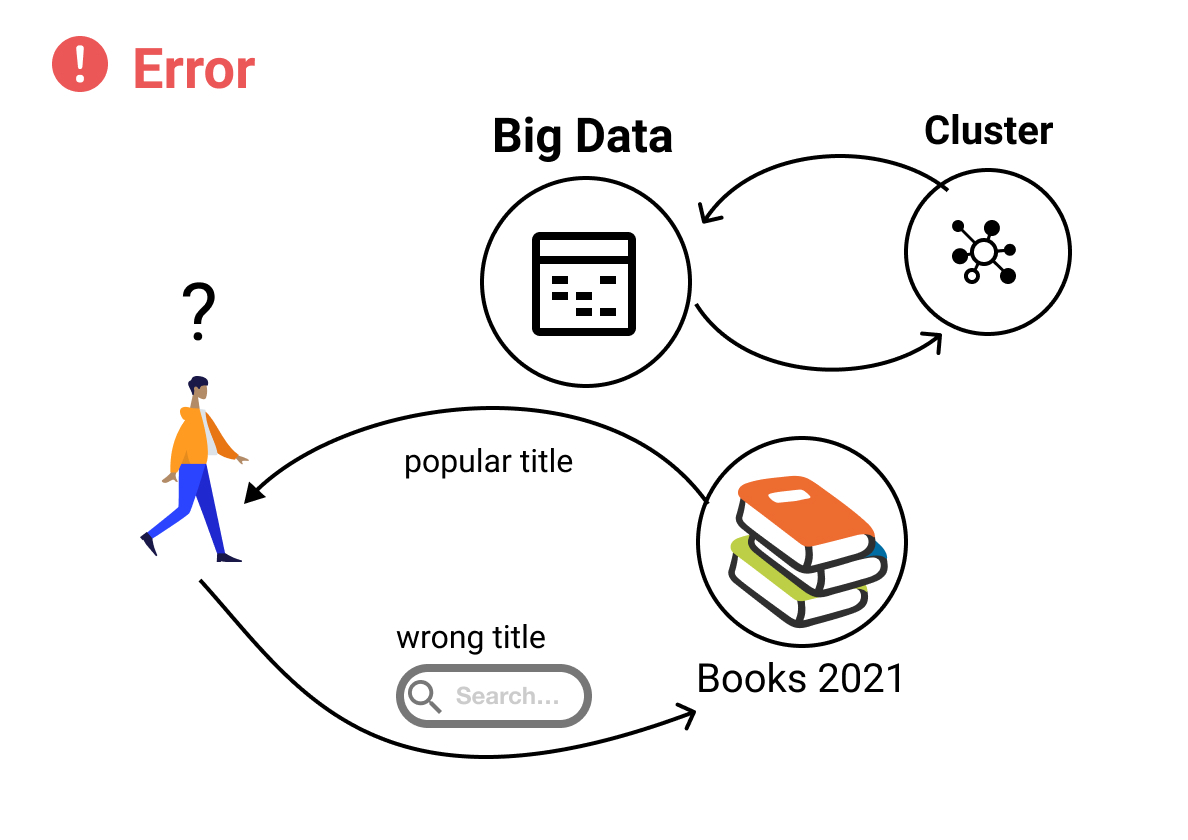 ! Error
Big Data
Cluster
?
popular title
wrong title
Search...
Books 2021